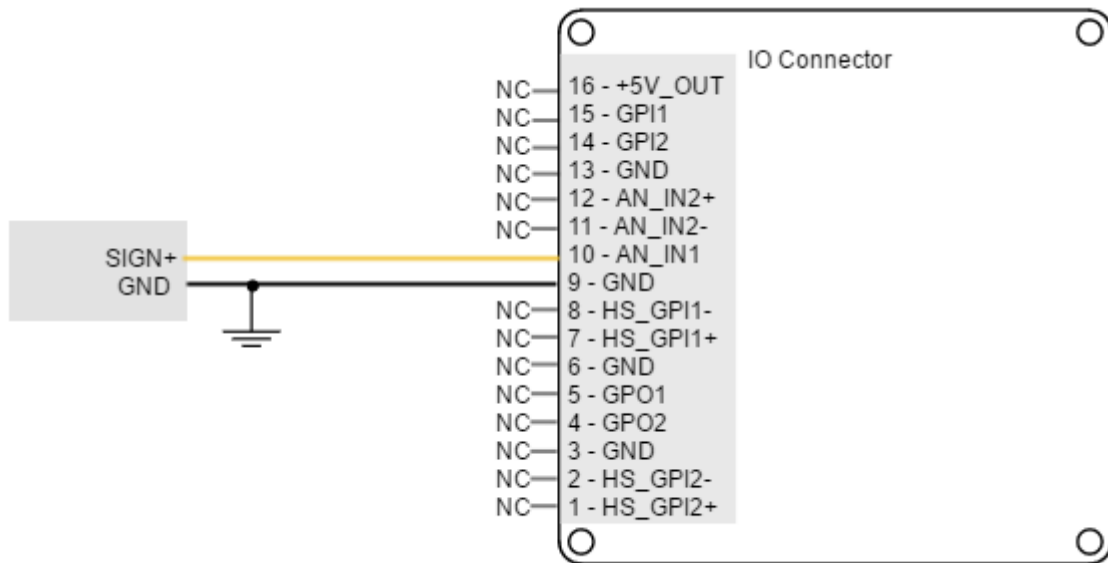 IO Connector
NC 16 - +5V_OUT
NC 15 - GPI1
NC 14 - GPI2
NC 13 - GND
NC 12 - AN_IN2+
NC 11 - AN_IN2-
SIGN+ 10 - AN_IN1
GND 9 - GND
NC 8 - HS_GPI1-
NC 7 - HS_GPI1+
NC 6 - GND
NC 5 - GPO1
NC 4 - GPO2
NC 3 - GND
NC 2 - HS_GPI2-
NC 1 - HS_GPI2+